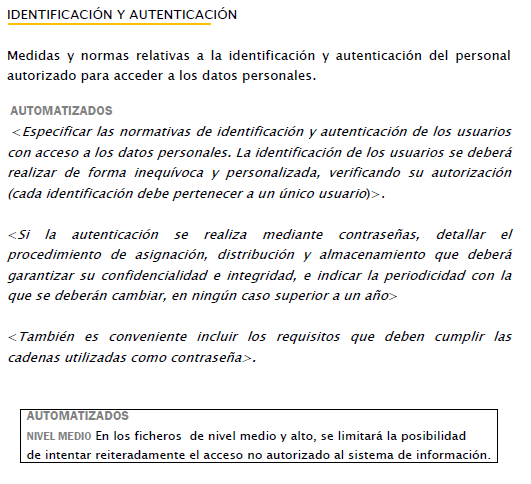 IDENTIFICACIÓN Y AUTENTICACIÓN
Medidas y normas relativas a la identificación y autenticación del personal
autorizado para acceder a los datos personales.
AUTOMATIZADOS
<Especificar las normativas de identificación y autenticación de los usuarios
con acceso a los datos personales. La identificación de los usuarios se deberá
realizar de forma inequívoca y personalizada, verificando su autorización
(cada identificación debe pertenecer a un único usuario)>.
<Si la autenticación se realiza mediante contraseñas, detallar el
procedimiento de asignación, distribución y almacenamiento que deberá
garantizar su confidencialidad e integridad, e indicar la periodicidad con la
que se deberán cambiar, en ningún caso superior a un año>
<También es conveniente incluir los requisitos que deben cumplir las
cadenas utilizadas como contraseña>.
AUTOMATIZADOS
NIVEL MEDIO En los ficheros de nivel medio y alto, se limitará la posibilidad
de intentar reiteradamente el acceso no autorizado al sistema de información.